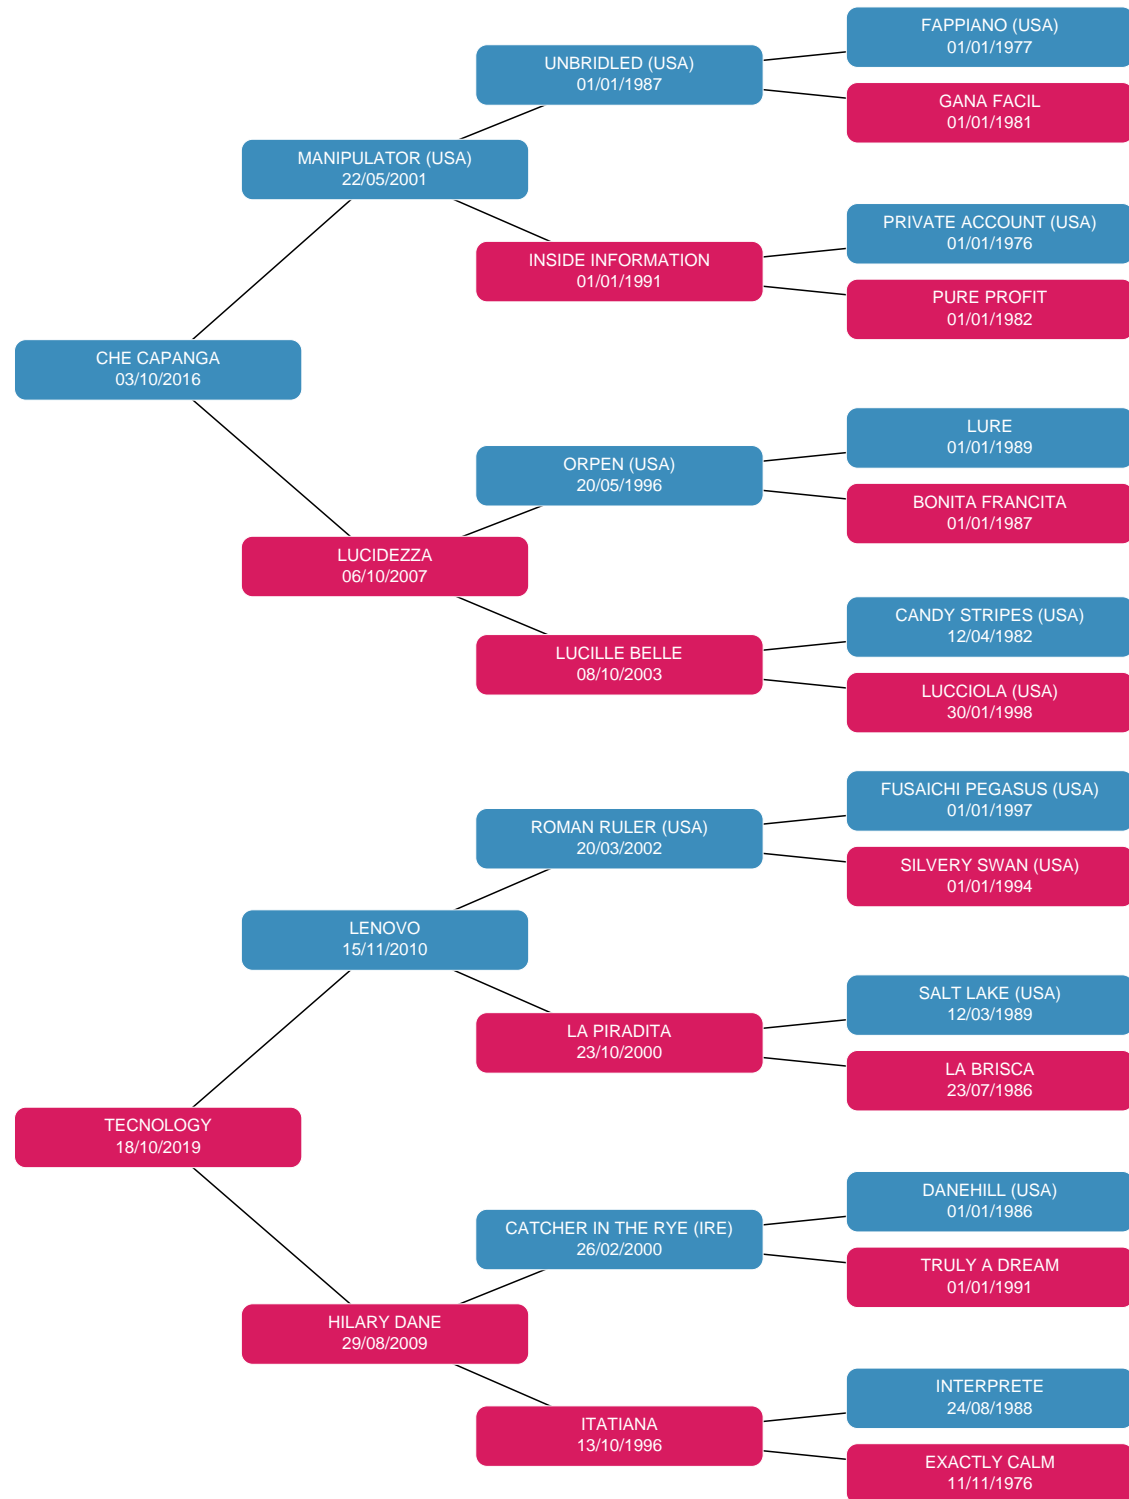 FAPPIANO (USA)
01/01/1977
UNBRIDLED (USA)
01/01/1987
GANA FACIL
01/01/1981
MANIPULATOR (USA)
22/05/2001
PRIVATE ACCOUNT (USA)
01/01/1976
INSIDE INFORMATION
01/01/1991
PURE PROFIT
01/01/1982
CHE CAPANGA
03/10/2016
LURE
01/01/1989
ORPEN (USA)
20/05/1996
BONITA FRANCITA
01/01/1987
LUCIDEZZA
06/10/2007
CANDY STRIPES (USA)
12/04/1982
LUCILLE BELLE
08/10/2003
LUCCIOLA (USA)
30/01/1998
FUSAICHI PEGASUS (USA)
01/01/1997
ROMAN RULER (USA)
20/03/2002
SILVERY SWAN (USA)
01/01/1994
LENOVO
15/11/2010
SALT LAKE (USA)
12/03/1989
LA PIRADITA
23/10/2000
LA BRISCA
23/07/1986
TECNOLOGY
18/10/2019
DANEHILL (USA)
01/01/1986
CATCHER IN THE RYE (IRE)
26/02/2000
TRULY A DREAM
01/01/1991
HILARY DANE
29/08/2009
INTERPRETE
24/08/1988
ITATIANA
13/10/1996
EXACTLY CALM
11/11/1976